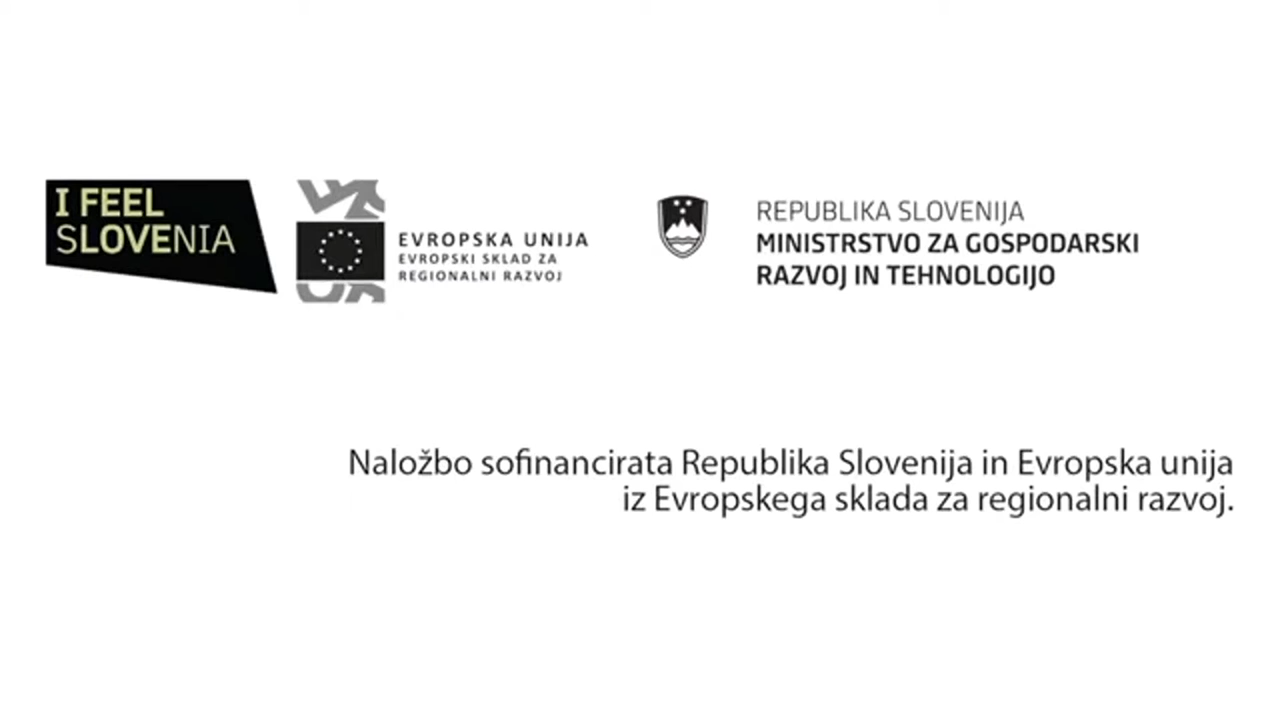 I FEEL
SLOVENIA
EVROPSKA UNIJA
EVROPSKI SKLAD ZA
REGIONALNI RAZVOJ
REPUBLIKA SLOVENIJA
MINISTRSTVO ZA GOSPODARSKI
RAZVOJ IN TEHNOLOGIJO
Naložbo sofinancirata Republika Slovenija in Evropska unija
iz Evropskega sklada za regionalni razvoj.